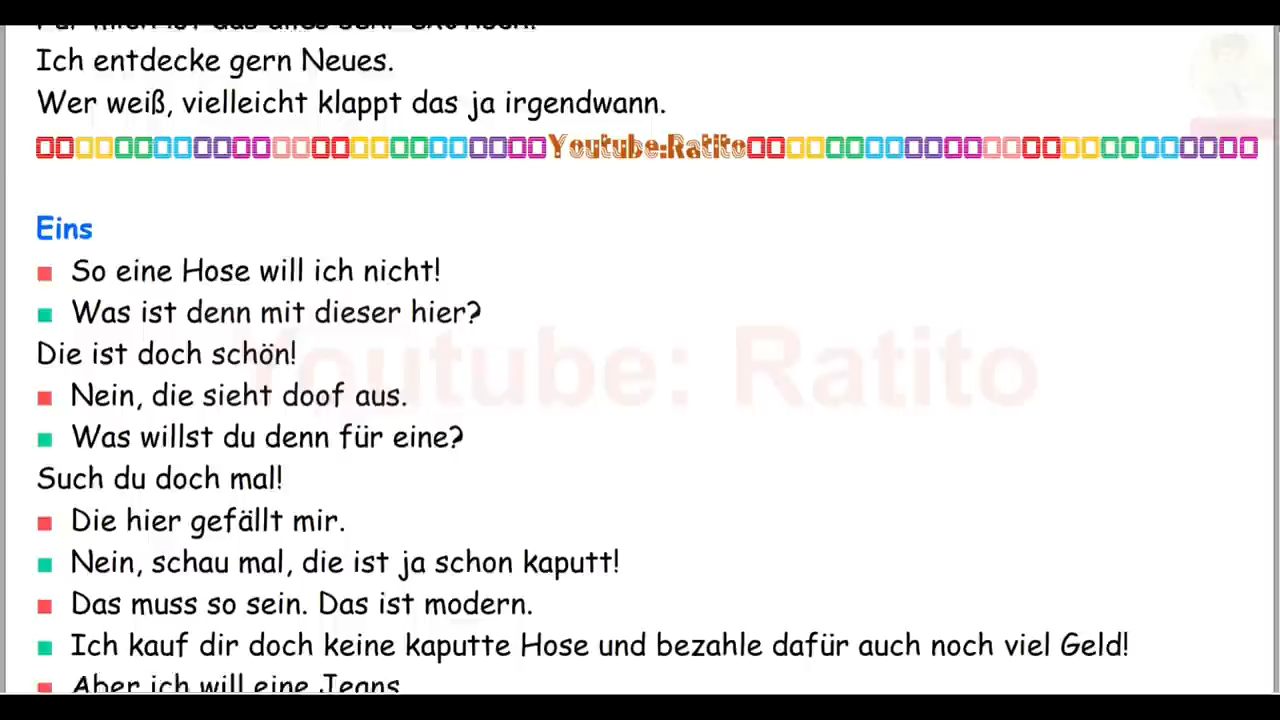 Ich entdecke gern Neues.
Wer weiß, vielleicht klappt das ja irgendwann.
Youtube:Ratito
Eins
So eine Hose will ich nicht!
Was ist denn mit dieser hier?
Die ist doch schön!
Nein, die sieht doof aus.
Was willst du denn für eine?
Such du doch mal!
Die hier gefällt mir.
Nein, schau mal, die ist ja schon kaputt!
Das muss so sein. Das ist modern.
Ich kauf dir doch keine kaputte Hose und bezahle dafür auch noch viel Geld!
Aber ich will eine Jeans
Youtube: Ratito